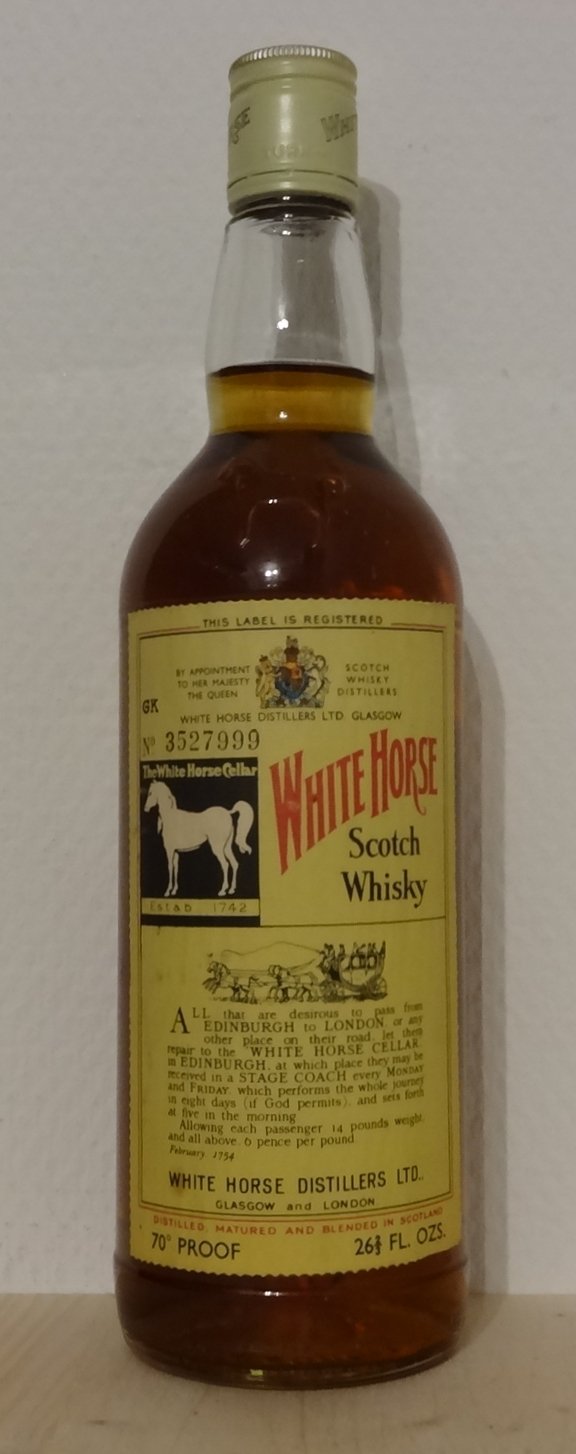 THIS LABEL IS REGISTERED
BY APPOINTMENT
TO HER MAJESTY
THE QUEEN
SCOTCH
WHISKY
DISTILLERS
WHITE HORSE DISTILLERS LTD. GLASGOW
GK
Nº 3527999
The White Horse Cellar
Estab 1742
WHITE HORSE
Scotch
Whisky
ALL that are desirous to pass from
EDINBURGH to LONDON, or any
other place on their road, let them
repair to the WHITE HORSE CELLAR
in EDINBURGH, at which place they may be
received in a STAGE COACH every MONDAY
and FRIDAY, which performs the whole journey
in eight days (if God permits), and sets forth
at five in the morning.
Allowing each passenger 14 pounds weight,
and all above, 6 pence per pound
February, 1754
WHITE HORSE DISTILLERS LTD.,
GLASGOW and LONDON
DISTILLED, MATURED AND BLENDED IN SCOTLAND
70° PROOF
26⅔ FL. OZS.